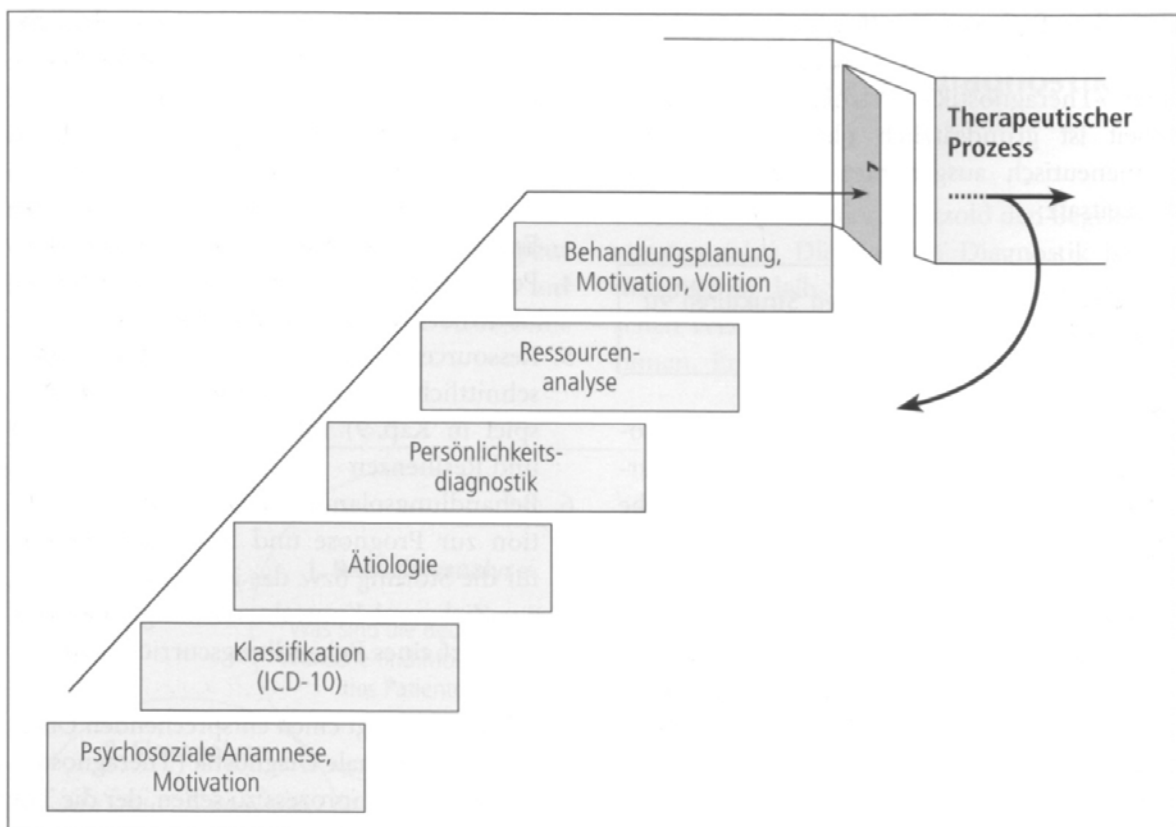 Therapeutischer
Prozess
Behandlungsplanung,
Motivation, Volition
Ressourcen-
analyse
Persönlichkeits-
diagnostik
Ätiologie
Klassifikation
(ICD-10)
Psychosoziale Anamnese,
Motivation